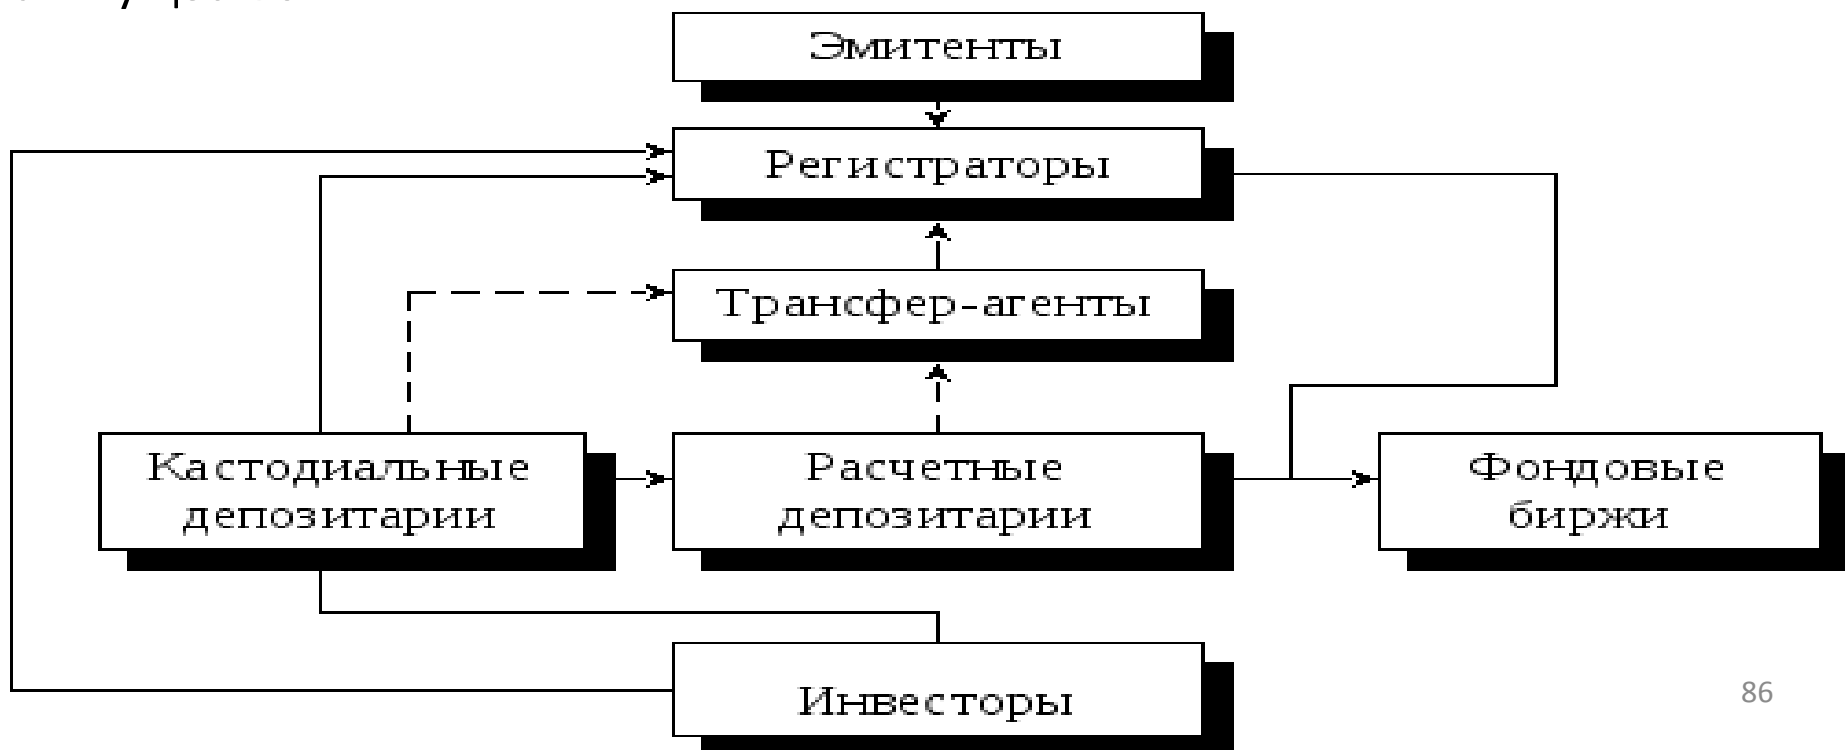 Эмитенты
Регистраторы
Трансфер-агенты
Кастодиальные
депозитарии
Расчетные
депозитарии
Фондовые
биржи
Инвесторы
86